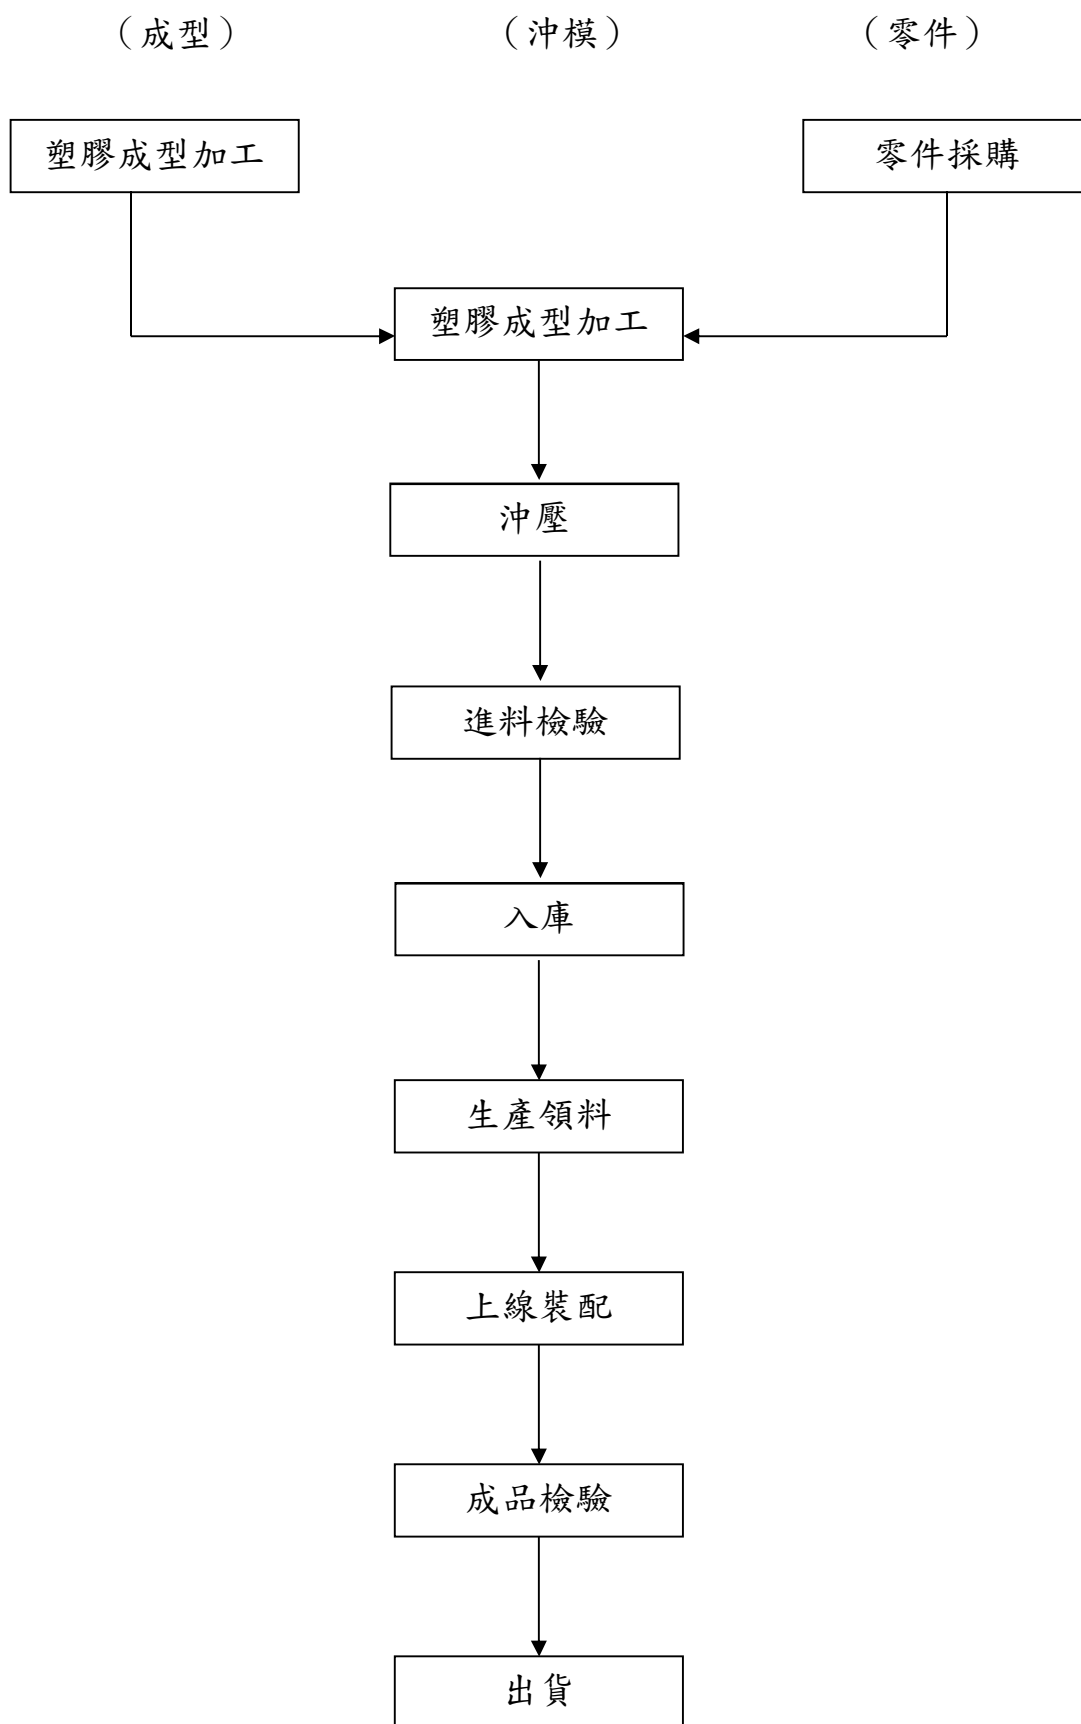 （成型）
（沖模）
（零件）
塑膠成型加工
零件採購
塑膠成型加工
沖壓
進料檢驗
入庫
生產領料
上線裝配
成品檢驗
出貨